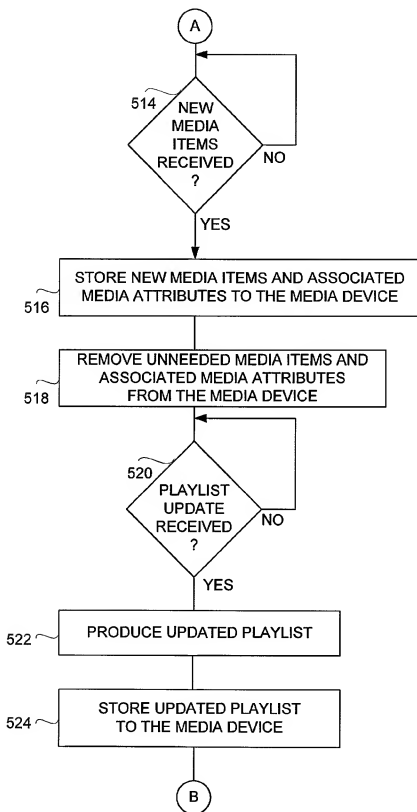 A
514
NEW
MEDIA
ITEMS
RECEIVED
?
NO
YES
STORE NEW MEDIA ITEMS AND ASSOCIATED
MEDIA ATTRIBUTES TO THE MEDIA DEVICE
516
REMOVE UNNEEDED MEDIA ITEMS AND
ASSOCIATED MEDIA ATTRIBUTES
FROM THE MEDIA DEVICE
518
520
PLAYLIST
UPDATE
RECEIVED
?
NO
YES
PRODUCE UPDATED PLAYLIST
522
STORE UPDATED PLAYLIST
TO THE MEDIA DEVICE
524
B